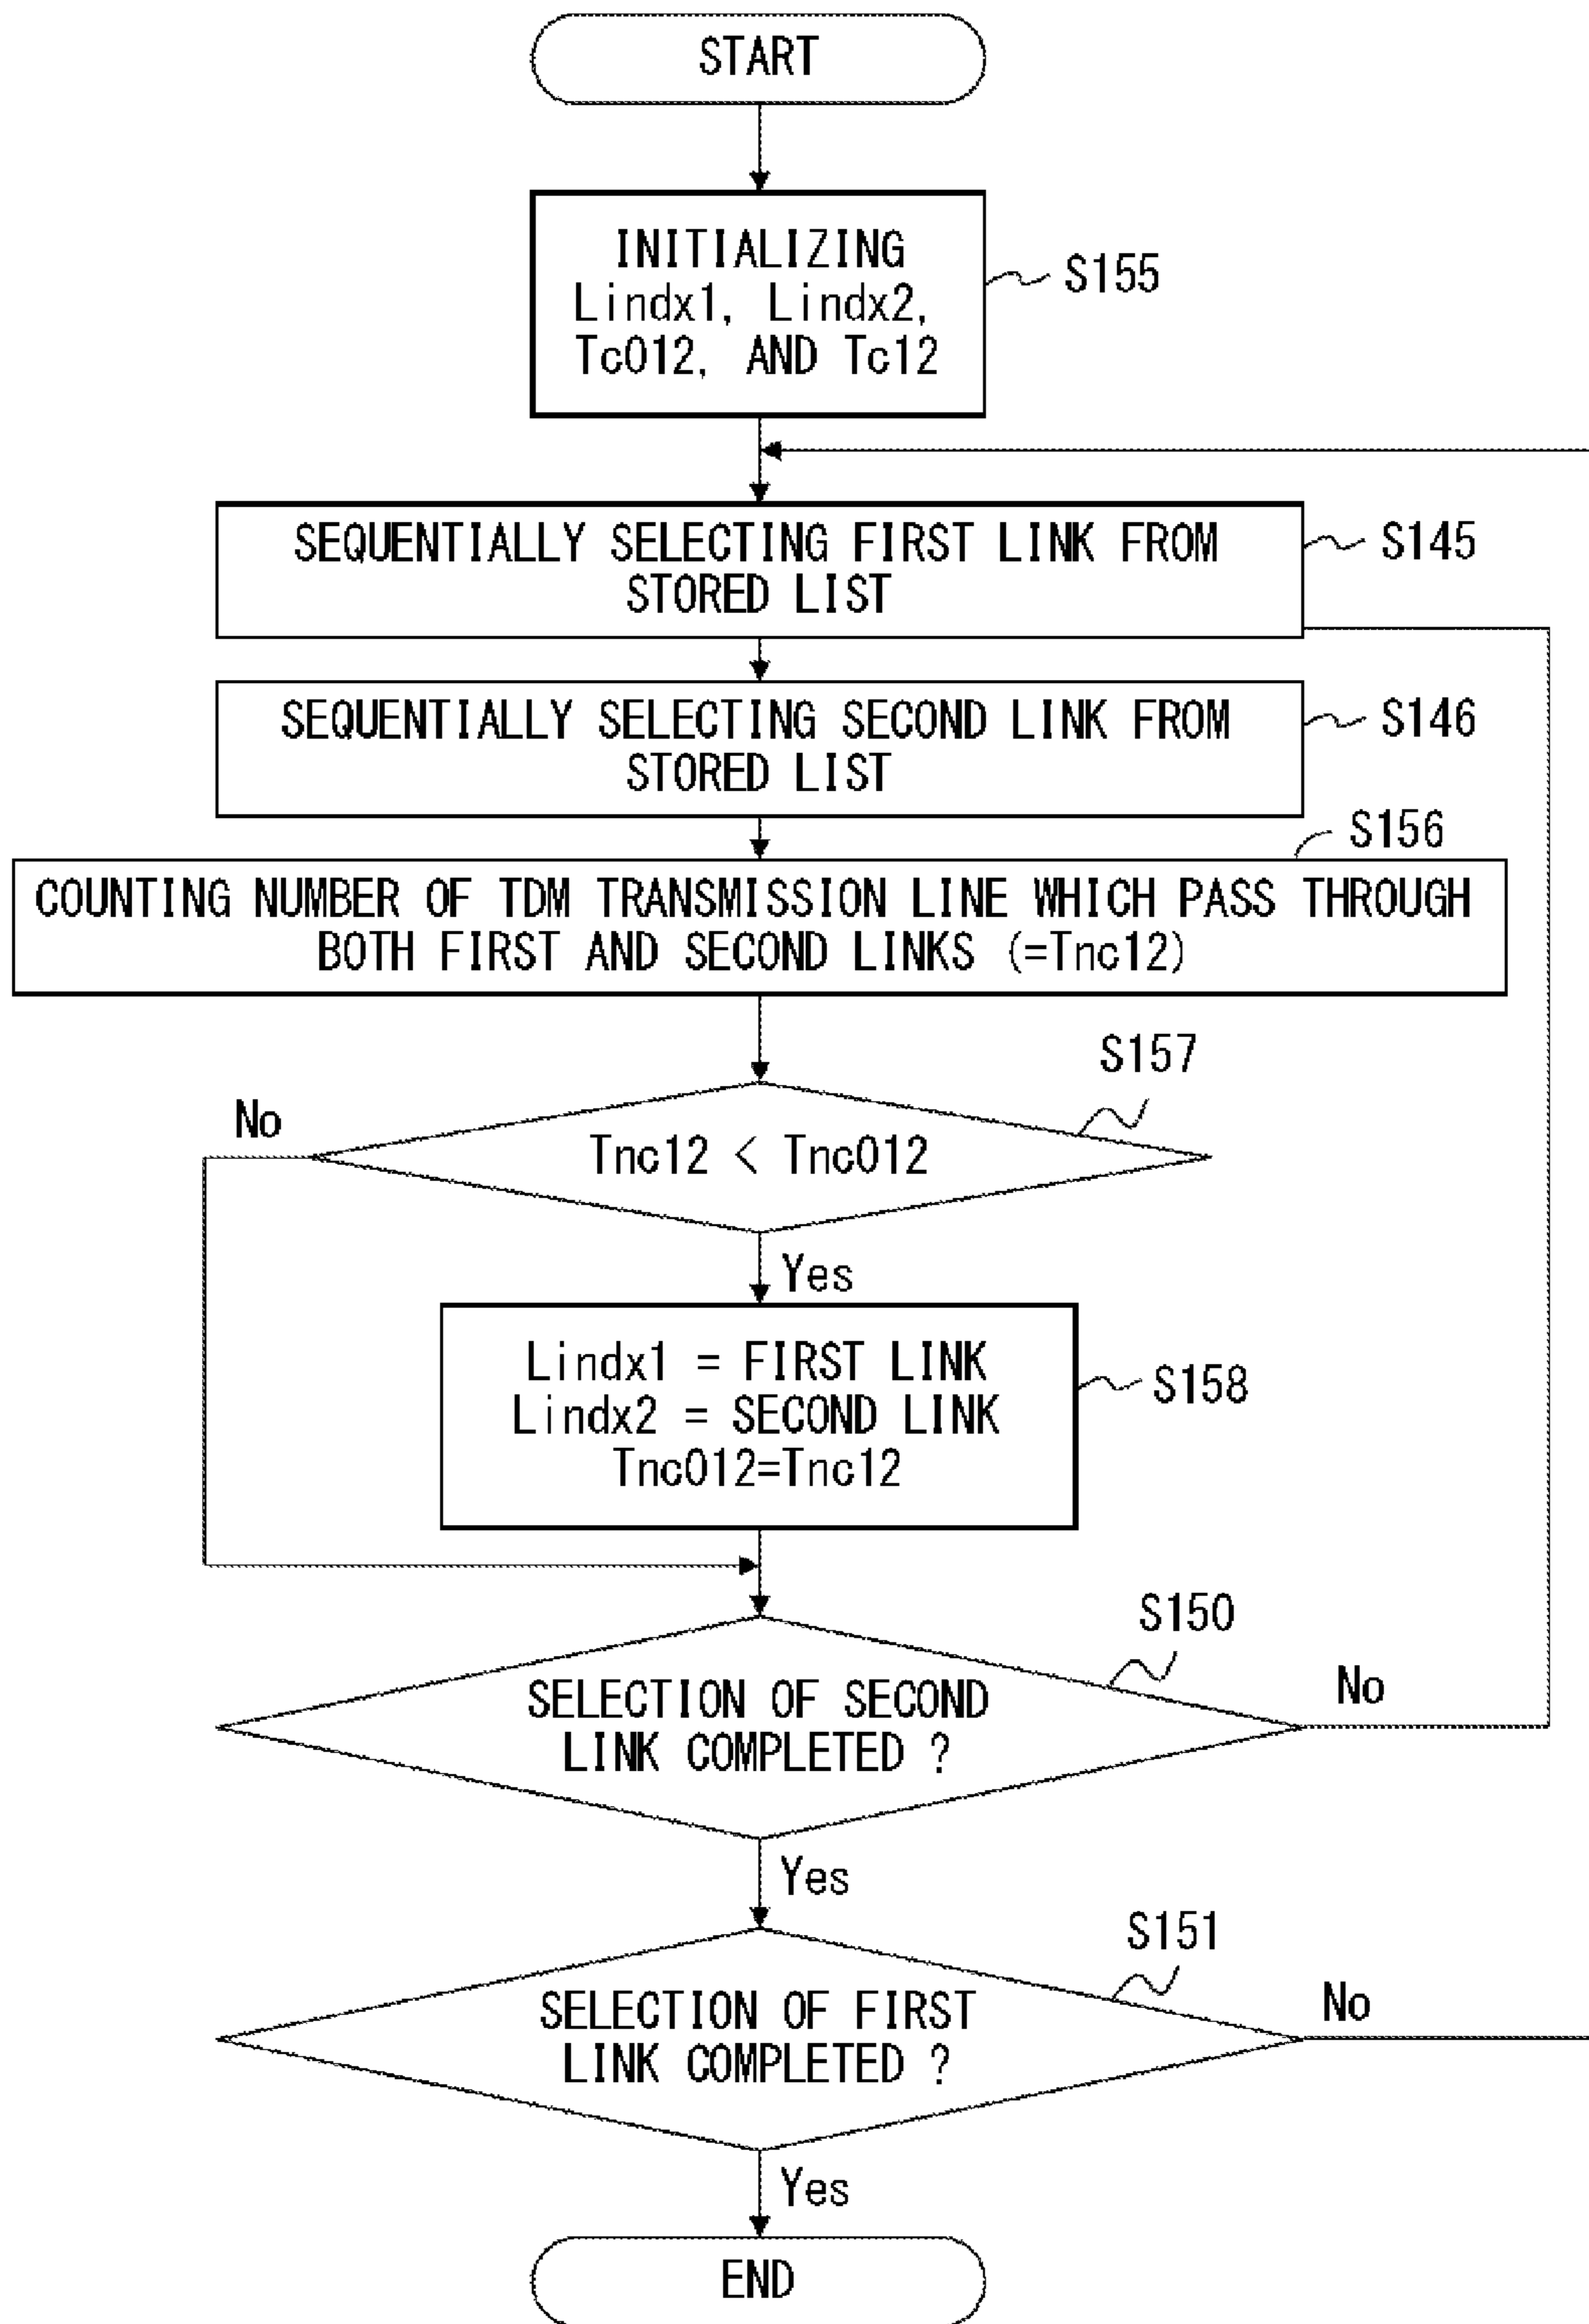 START
INITIALIZING
Lindx1, Lindx2,
Tc012, AND Tc12
S155
SEQUENTIALLY SELECTING FIRST LINK FROM
STORED LIST
S145
SEQUENTIALLY SELECTING SECOND LINK FROM
STORED LIST
S146
S156
COUNTING NUMBER OF TDM TRANSMISSION LINE WHICH PASS THROUGH
BOTH FIRST AND SECOND LINKS (=Tnc12)
S157
No
Tnc12 < Tnc012
Yes
Lindx1 = FIRST LINK
Lindx2 = SECOND LINK
Tnc012=Tnc12
S158
S150
SELECTION OF SECOND
LINK COMPLETED ?
No
Yes
S151
SELECTION OF FIRST
LINK COMPLETED ?
No
Yes
END